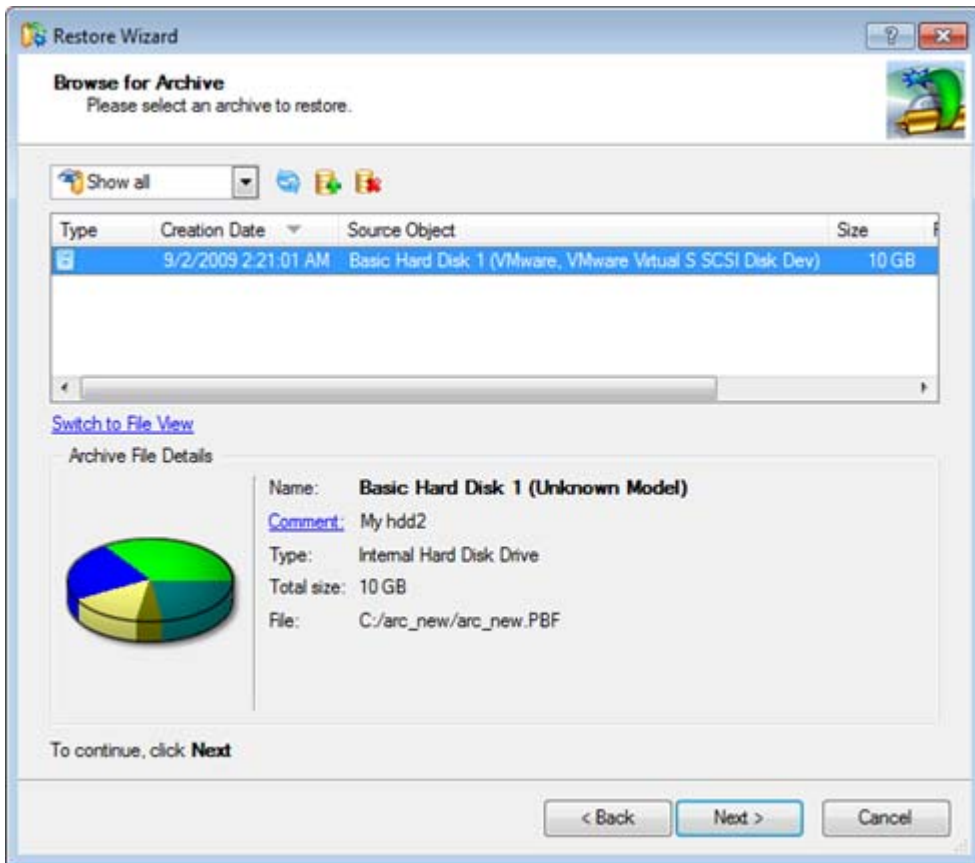 Restore Wizard
Browse for Archive
Please select an archive to restore.
Show all
Type Creation Date Source Object Size
9/2/2009 2:21:01 AM Basic Hard Disk 1 (VMware, VMware Virtual S SCSI Disk Dev) 10 GB
Switch to File View
Archive File Details
Name: Basic Hard Disk 1 (Unknown Model)
Comment: My hdd2
Type: Internal Hard Disk Drive
Total size: 10 GB
File: C:/arc_new/arc_new.PBF
To continue, click Next
< Back Next > Cancel